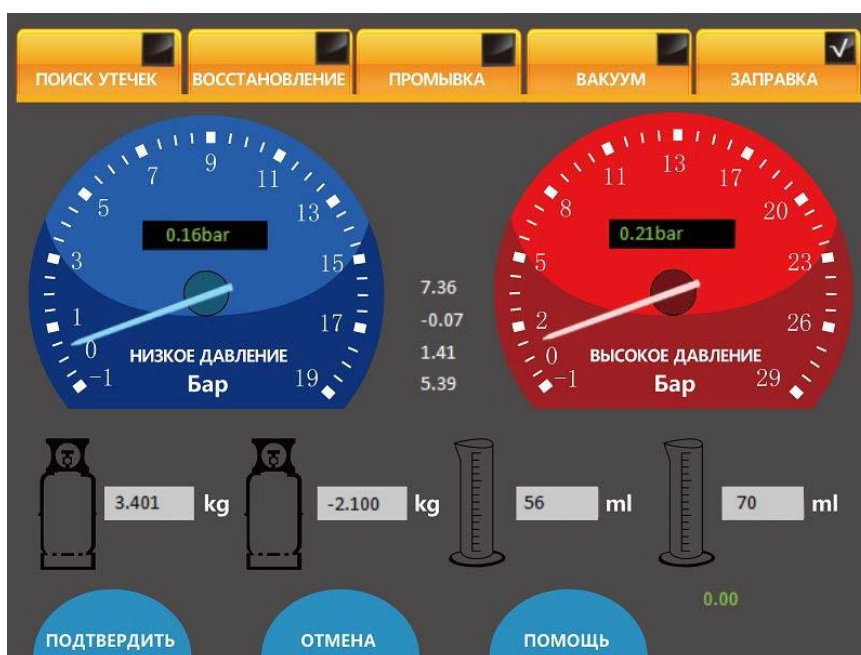 ПОИСК УТЕЧЕК
ВОССТАНОВЛЕНИЕ
ПРОМЫВКА
ВАКУУМ
ЗАПРАВКА
√
-1
0
1
3
5
7
9
11
13
15
17
19
0.16bar
НИЗКОЕ ДАВЛЕНИЕ
Бар
7.36
-0.07
1.41
5.39
-1
0
2
5
8
11
13
17
20
23
26
29
0.21bar
ВЫСОКОЕ ДАВЛЕНИЕ
Бар
3.401 kg
-2.100 kg
56 ml
70 ml
0.00
ПОДТВЕРДИТЬ
ОТМЕНА
ПОМОЩЬ